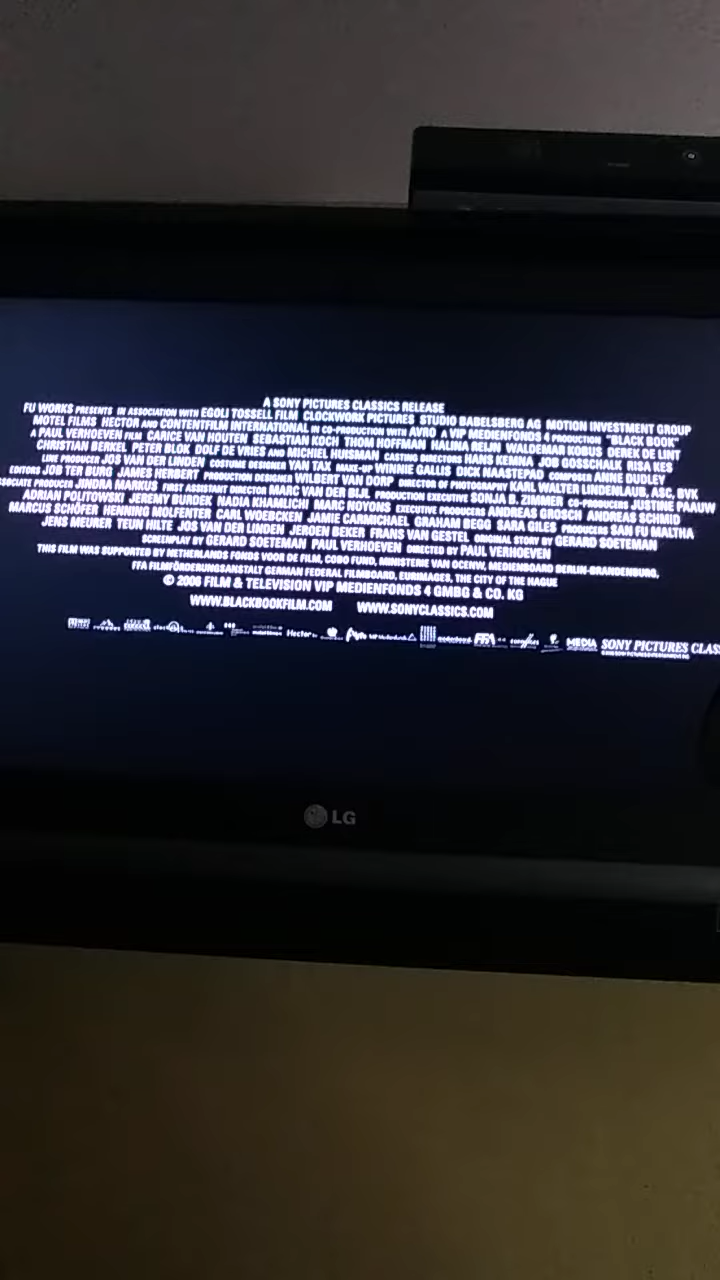 A SONY PICTURES CLASSICS RELEASE
FU WORKS PRESENTS IN ASSOCIATION WITH EGOLI TOSSELL FILM CLOCKWORK PICTURES STUDIO BABELSBERG AG MOTION INVESTMENT GROUP
MOTEL FILMS HECTOR AND CONTENTFILM INTERNATIONAL IN CO-PRODUCTION WITH AVRO A VIP MEDIENFONDS 4 PRODUCTION "BLACK BOOK"
A PAUL VERHOEVEN FILM CARICE VAN HOUTEN SEBASTIAN KOCH THOM HOFFMAN HALINA REIJN WALDEMAR KOBUS DEREK DE LINT
CHRISTIAN BERKEL PETER BLOK DOLF DE VRIES AND MICHIEL HUISMAN CASTING DIRECTORS HANS KEMNA JOB GOSSCHALK RISA KES
LINE PRODUCER JOS VAN DER LINDEN COSTUME DESIGNER YAN TAX MAKE-UP WINNIE GALLIS DICK NAASTEPAD COMPOSER ANNE DUDLEY
EDITORS JOB TER BURG JAMES HERBERT PRODUCTION DESIGNER WILBERT VAN DORP DIRECTOR OF PHOTOGRAPHY KARL WALTER LINDENLAUB, ASC, BVK
PRODUCER JINDRA MARKUS FIRST ASSISTANT DIRECTOR MARC VAN DER BIJL PRODUCTION EXECUTIVE SONJA B. ZIMMER CO-PRODUCERS JUSTINE PAAUW
ADRIAN POLITOWSKI JEREMY BURDEK NADIA KHAMLICHI MARC NOYONS EXECUTIVE PRODUCERS ANDREAS GROSCH ANDREAS SCHMID
MARCUS SCHÖFER HENNING MOLFENTER CARL WOEBCKEN JAMIE CARMICHAEL GRAHAM BEGG SARA GILES PRODUCERS SAN FU MALTHA
JENS MEURER TEUN HILTE JOS VAN DER LINDEN JEROEN BEKER FRANS VAN GESTEL ORIGINAL STORY BY GERARD SOETEMAN
SCREENPLAY BY GERARD SOETEMAN PAUL VERHOEVEN DIRECTED BY PAUL VERHOEVEN
THIS FILM WAS SUPPORTED BY NETHERLANDS FONDS VOOR DE FILM, COBO FUND, MINISTERIE VAN OCENW, MEDIENBOARD BERLIN-BRANDENBURG,
FFA FILMFÖRDERUNGSANSTALT GERMAN FEDERAL FILMBOARD, EURIMAGES, THE CITY OF THE HAGUE
© 2006 FILM & TELEVISION VIP MEDIENFONDS 4 GMBG & CO. KG
WWW.BLACKBOOKFILM.COM WWW.SONYCLASSICS.COM
Hector FFA MEDIA SONY PICTURES CLAS
LG